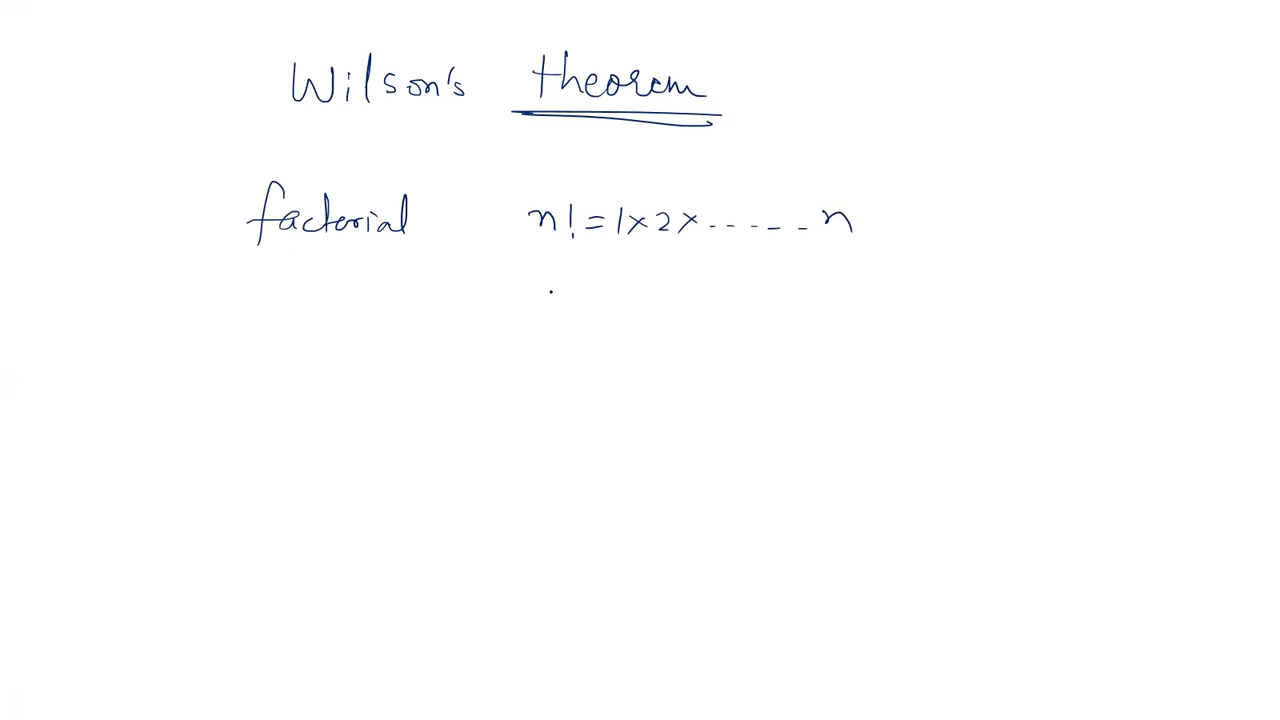 Wilson's theorem
factorial n! = 1 × 2 × ...... n